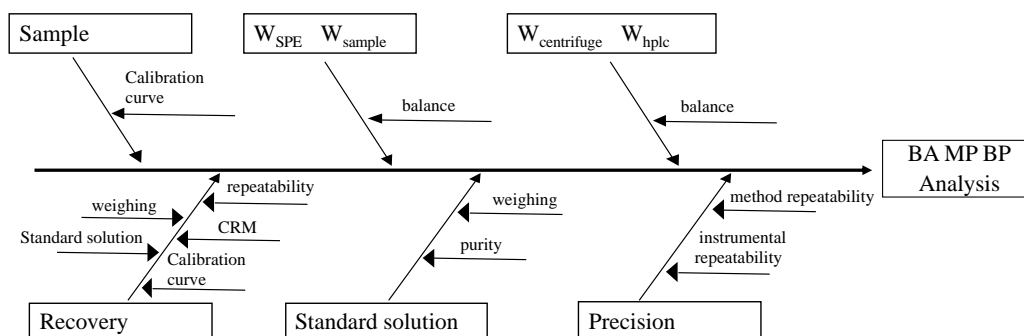 Sample
W_SPE W_sample
W_centrifuge W_hplc
Calibration
curve
balance
balance
BA MP BP
Analysis
repeatability
weighing
CRM
Standard solution
Calibration
curve
weighing
purity
method repeatability
instrumental
repeatability
Recovery
Standard solution
Precision